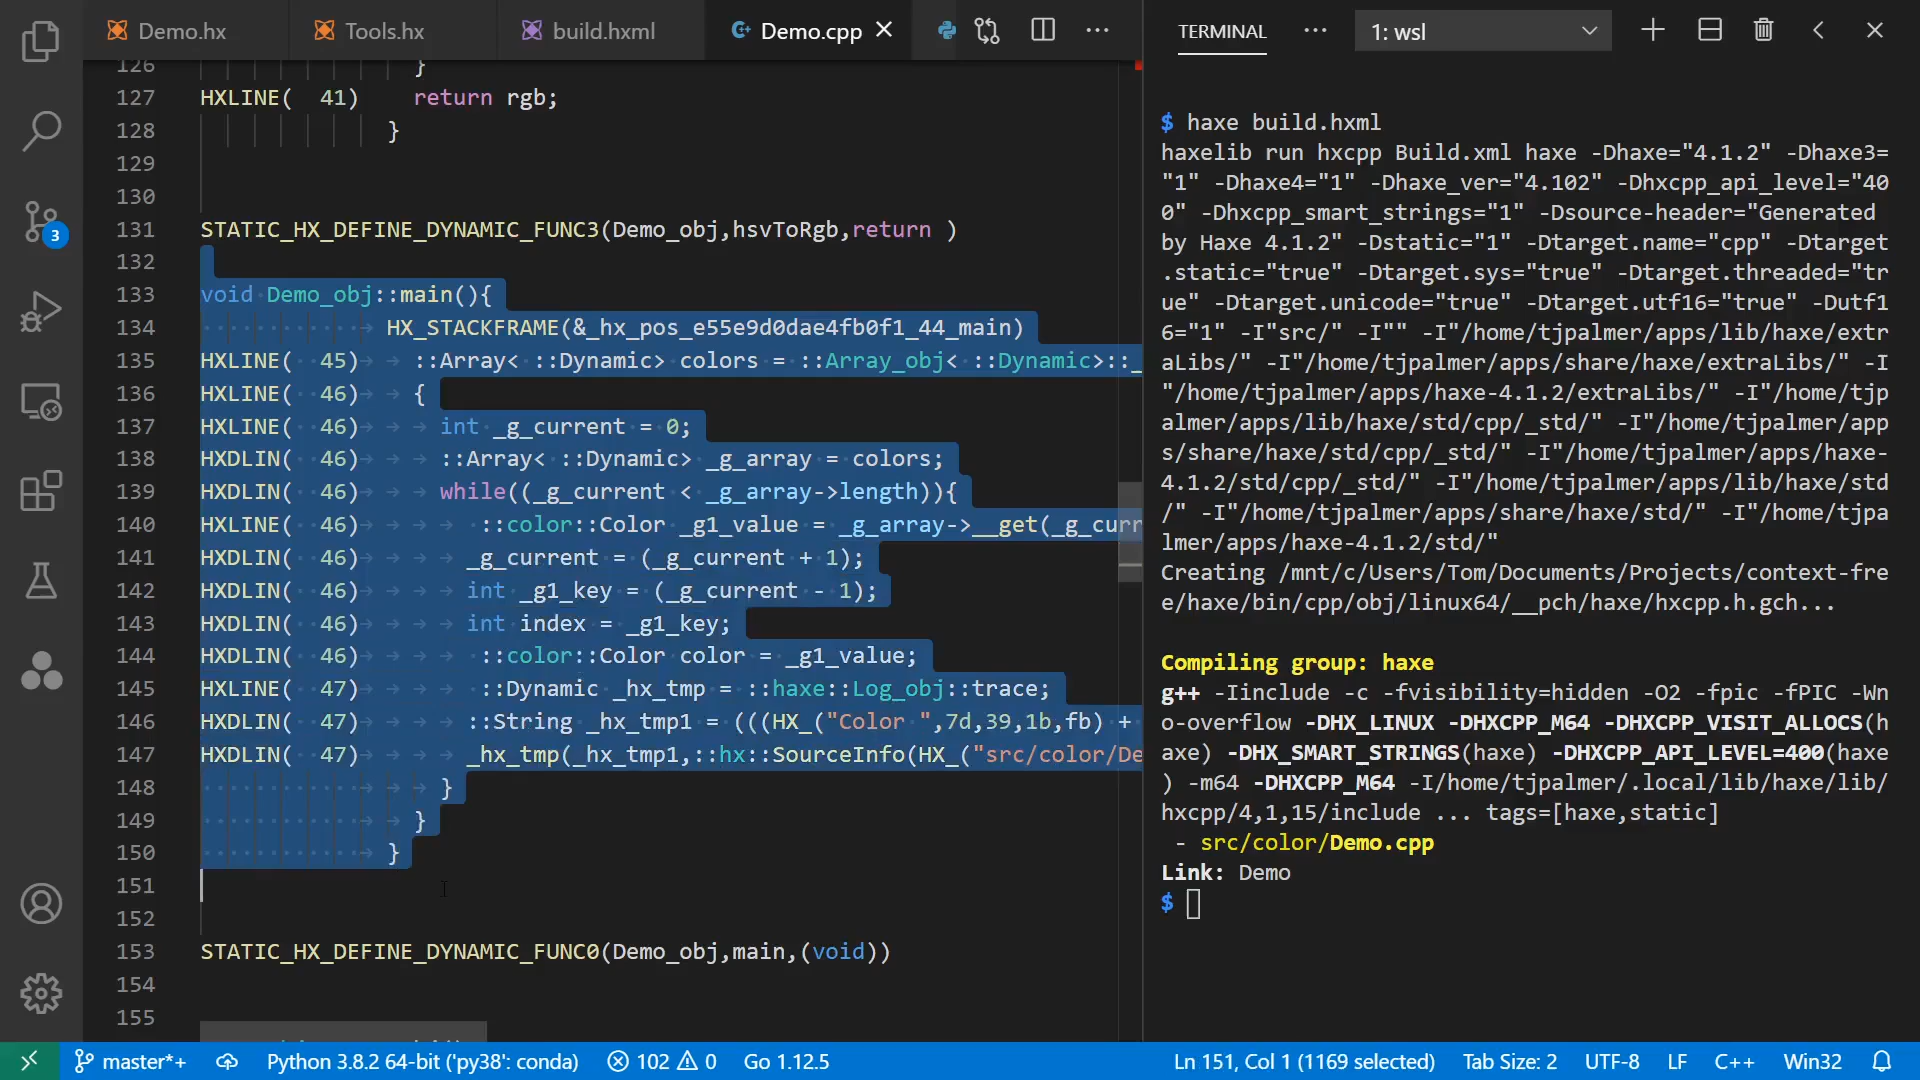 Demo.hx
Tools.hx
build.hxml
Demo.cpp
126 }
127 HXLINE( 41) return rgb;
128 }
129
130
131 STATIC_HX_DEFINE_DYNAMIC_FUNC3(Demo_obj,hsvToRgb,return )
132
133 void Demo_obj::main(){
134 HX_STACKFRAME(&_hx_pos_e55e9d0dae4fb0f1_44_main)
135 HXLINE( 45) ::Array< ::Dynamic> colors = ::Array_obj< ::Dynamic>::_
136 HXLINE( 46) {
137 HXLINE( 46) int _g_current = 0;
138 HXDLIN( 46) ::Array< ::Dynamic> _g_array = colors;
139 HXDLIN( 46) while((_g_current < _g_array->length)){
140 HXLINE( 46) ::color::Color _g1_value = _g_array->__get(_g_curr
141 HXDLIN( 46) _g_current = (_g_current + 1);
142 HXDLIN( 46) int _g1_key = (_g_current - 1);
143 HXDLIN( 46) int index = _g1_key;
144 HXDLIN( 46) ::color::Color color = _g1_value;
145 HXLINE( 47) ::Dynamic _hx_tmp = ::haxe::Log_obj::trace;
146 HXDLIN( 47) ::String _hx_tmp1 = (((HX_("Color ",7d,39,1b,fb) +
147 HXDLIN( 47) _hx_tmp(_hx_tmp1,::hx::SourceInfo(HX_("src/color/De
148 }
149 }
150 }
151
152
153 STATIC_HX_DEFINE_DYNAMIC_FUNC0(Demo_obj,main,(void))
154
155
3
TERMINAL
1: wsl
$ haxe build.hxml
haxelib run hxcpp Build.xml haxe -Dhaxe="4.1.2" -Dhaxe3=
"1" -Dhaxe4="1" -Dhaxe_ver="4.102" -Dhxcpp_api_level="40
0" -Dhxcpp_smart_strings="1" -Dsource-header="Generated
by Haxe 4.1.2" -Dstatic="1" -Dtarget.name="cpp" -Dtarget
.static="true" -Dtarget.sys="true" -Dtarget.threaded="tr
ue" -Dtarget.unicode="true" -Dtarget.utf16="true" -Dutf1
6="1" -I"src/" -I"" -I"/home/tjpalmer/apps/lib/haxe/extr
aLibs/" -I"/home/tjpalmer/apps/share/haxe/extraLibs/" -I
"/home/tjpalmer/apps/haxe-4.1.2/extraLibs/" -I"/home/tjp
almer/apps/lib/haxe/std/cpp/_std/" -I"/home/tjpalmer/app
s/share/haxe/std/cpp/_std/" -I"/home/tjpalmer/apps/haxe-
4.1.2/std/cpp/_std/" -I"/home/tjpalmer/apps/lib/haxe/std
/" -I"/home/tjpalmer/apps/share/haxe/std/" -I"/home/tjpa
lmer/apps/haxe-4.1.2/std/"
Creating /mnt/c/Users/Tom/Documents/Projects/context-fre
e/haxe/bin/cpp/obj/linux64/__pch/haxe/hxcpp.h.gch...
Compiling group: haxe
g++ -Iinclude -c -fvisibility=hidden -O2 -fpic -fPIC -Wn
o-overflow -DHX_LINUX -DHXCPP_M64 -DHXCPP_VISIT_ALLOCS(h
axe) -DHX_SMART_STRINGS(haxe) -DHXCPP_API_LEVEL=400(haxe
) -m64 -DHXCPP_M64 -I/home/tjpalmer/.local/lib/haxe/lib/
hxcpp/4,1,15/include ... tags=[haxe,static]
- src/color/Demo.cpp
Link: Demo
$
master*+
Python 3.8.2 64-bit ('py38': conda)
102
0
Go 1.12.5
Ln 151, Col 1 (1169 selected)
Tab Size: 2
UTF-8
LF
C++
Win32